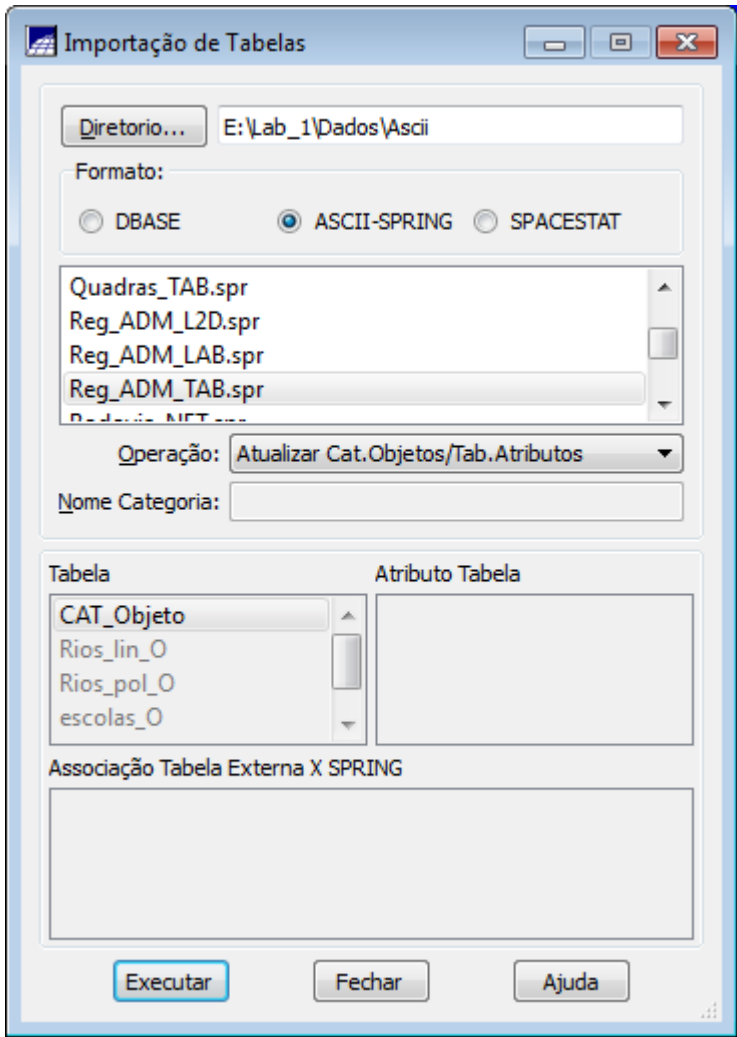 Importação de Tabelas
Diretorio... E:\Lab_1\Dados\Ascii
Formato:
DBASE ASCII-SPRING SPACESTAT
Quadras_TAB.spr
Reg_ADM_L2D.spr
Reg_ADM_LAB.spr
Reg_ADM_TAB.spr
Rodovia_NET.spr
Operação: Atualizar Cat.Objetos/Tab.Atributos
Nome Categoria:
Tabela Atributo Tabela
CAT_Objeto
Rios_lin_O
Rios_pol_O
escolas_O
Associação Tabela Externa X SPRING
Executar Fechar Ajuda